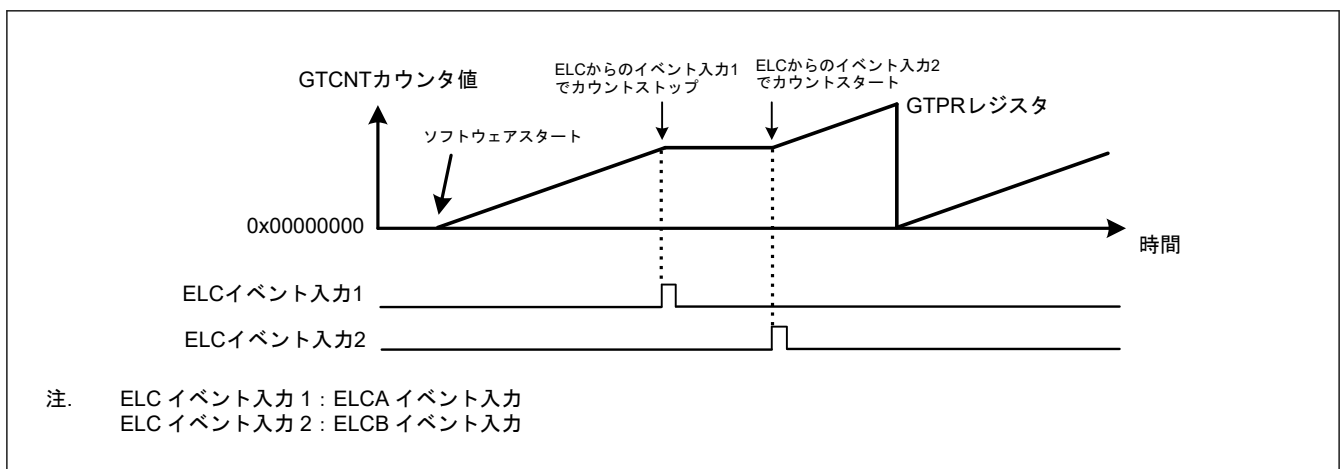 GTCNTカウンタ値
ELCからのイベント入力1
でカウントストップ
ELCからのイベント入力2
でカウントスタート
GTPRレジスタ
ソフトウェアスタート
0x00000000
時間
ELCイベント入力1
ELCイベント入力2
注. ELC イベント入力 1 : ELCA イベント入力
ELC イベント入力 2 : ELCB イベント入力